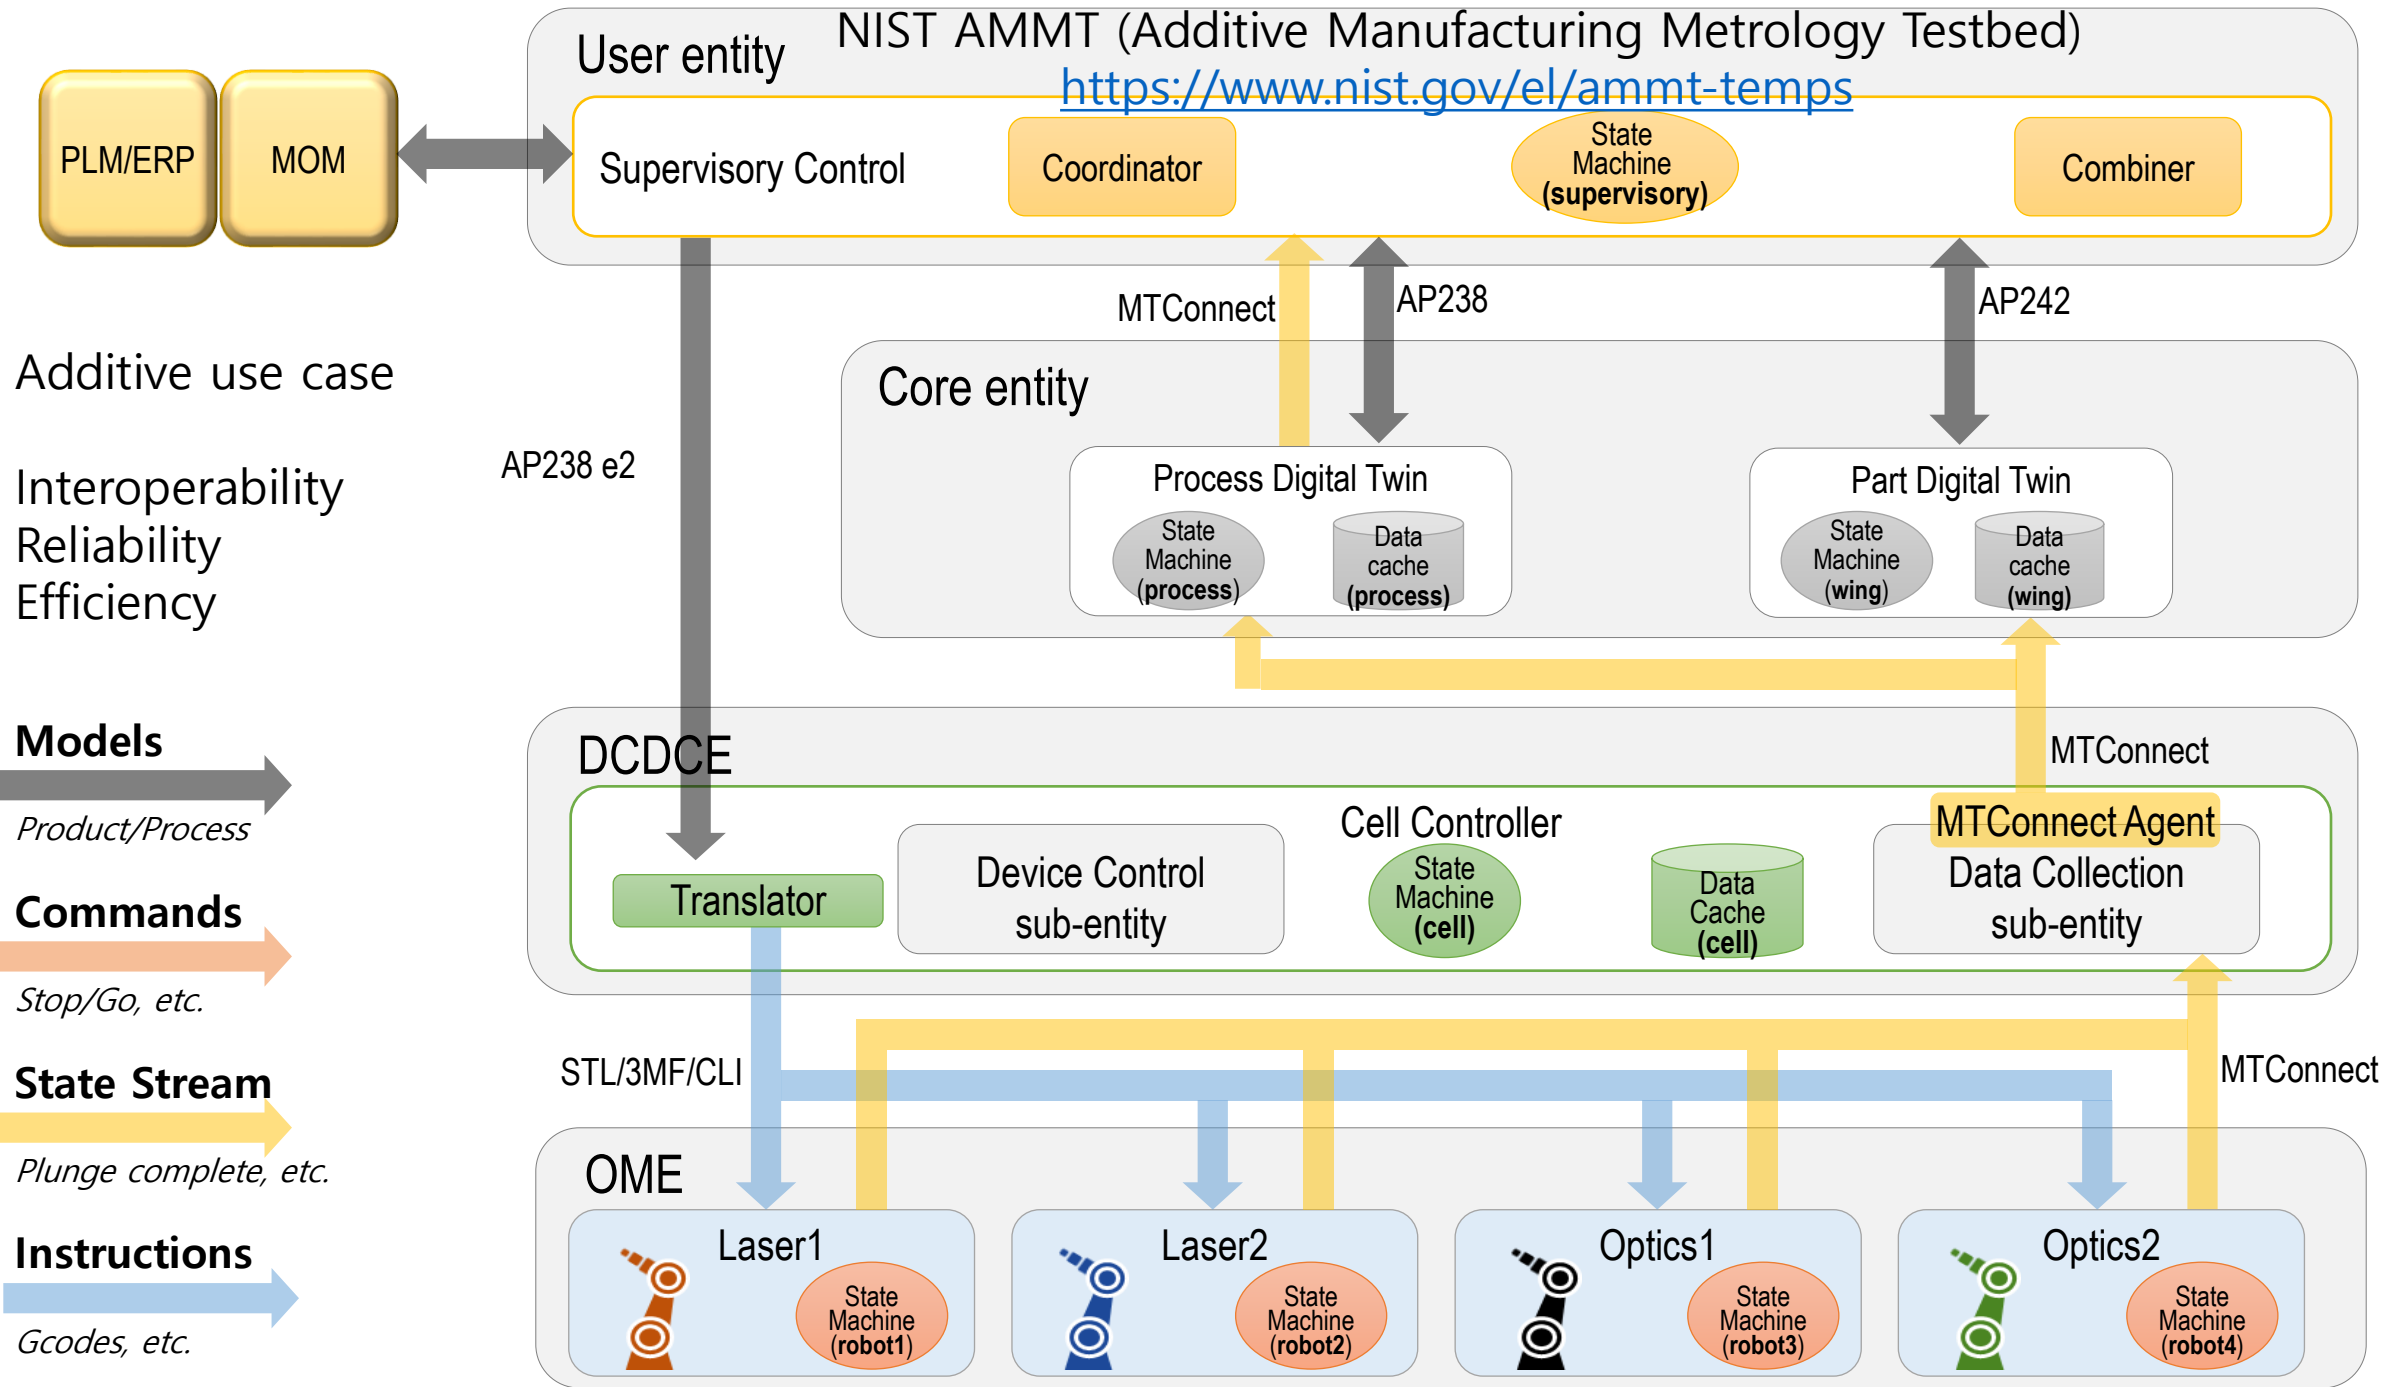 NIST AMMT (Additive Manufacturing Metrology Testbed)
https://www.nist.gov/el/ammt-temps
User entity
PLM/ERP
MOM
Supervisory Control
Coordinator
State
Machine
(supervisory)
Combiner
MTConnect
AP238
AP242
Additive use case
Interoperability
Reliability
Efficiency
AP238 e2
Core entity
Process Digital Twin
State
Machine
(process)
Data
cache
(process)
Part Digital Twin
State
Machine
(wing)
Data
cache
(wing)
Models
Product/Process
Commands
Stop/Go, etc.
State Stream
Plunge complete, etc.
Instructions
Gcodes, etc.
DCDCE
MTConnect
Translator
Device Control
sub-entity
Cell Controller
State
Machine
(cell)
Data
Cache
(cell)
MTConnect Agent
Data Collection
sub-entity
STL/3MF/CLI
MTConnect
OME
Laser1
State
Machine
(robot1)
Laser2
State
Machine
(robot2)
Optics1
State
Machine
(robot3)
Optics2
State
Machine
(robot4)